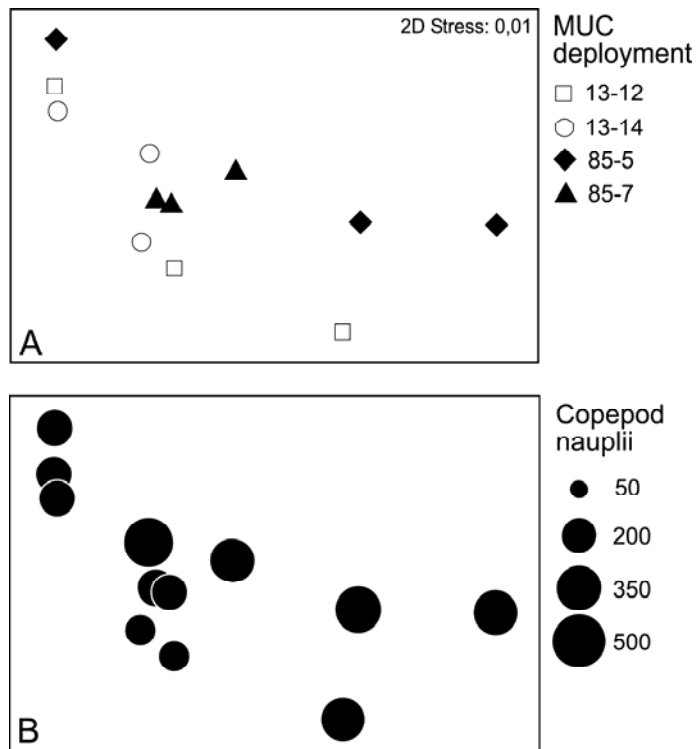 2D Stress: 0,01
MUC
deployment
13-12
13-14
85-5
85-7
A
Copepod
nauplii
50
200
350
500
B